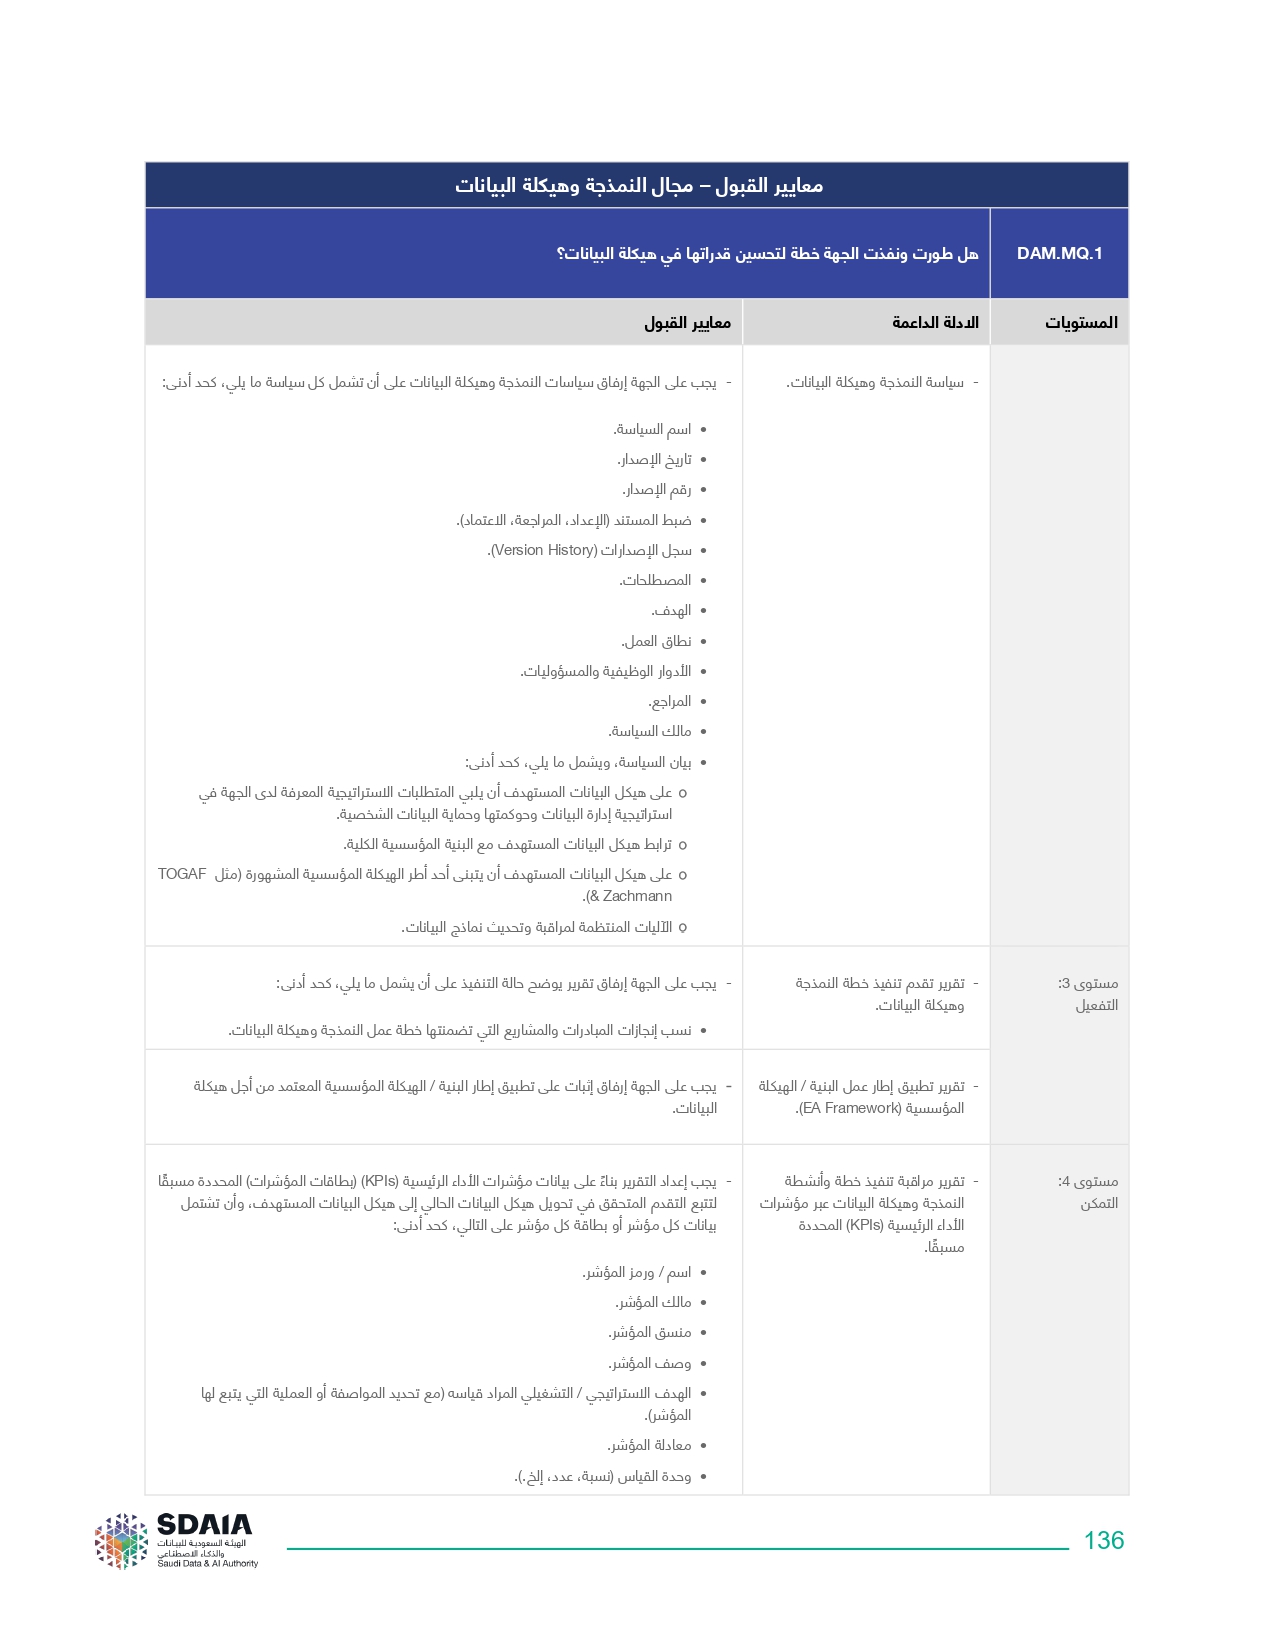 معايير القبول – مجال النمذجة وهيكلة البيانات
DAM.MQ.1
هل طورت ونفذت الجهة خطة لتحسين قدراتها في هيكلة البيانات؟
المستويات
الادلة الداعمة
معايير القبول
- سياسة النمذجة وهيكلة البيانات.
- يجب على الجهة إرفاق سياسات النمذجة وهيكلة البيانات على أن تشمل كل سياسة ما يلي، كحد أدنى:
• اسم السياسة.
• تاريخ الإصدار.
• رقم الإصدار.
• ضبط المستند (الإعداد، المراجعة، الاعتماد).
• سجل الإصدارات (Version History).
• المصطلحات.
• الهدف.
• نطاق العمل.
• الأدوار الوظيفية والمسؤوليات.
• المراجع.
• مالك السياسة.
• بيان السياسة، ويشمل ما يلي، كحد أدنى:
o على هيكل البيانات المستهدف أن يلبي المتطلبات الاستراتيجية المعرفة لدى الجهة في
استراتيجية إدارة البيانات وحوكمتها وحماية البيانات الشخصية.
o ترابط هيكل البيانات المستهدف مع البنية المؤسسية الكلية.
o على هيكل البيانات المستهدف أن يتبنى أحد أطر الهيكلة المؤسسية المشهورة (مثل TOGAF
& Zachmann).
o الآليات المنتظمة لمراقبة وتحديث نماذج البيانات.
مستوى 3:
التفعيل
- تقرير تقدم تنفيذ خطة النمذجة
وهيكلة البيانات.
- يجب على الجهة إرفاق تقرير يوضح حالة التنفيذ على أن يشمل ما يلي، كحد أدنى:
• نسب إنجازات المبادرات والمشاريع التي تضمنتها خطة عمل النمذجة وهيكلة البيانات.
- تقرير تطبيق إطار عمل البنية / الهيكلة
المؤسسية (EA Framework).
- يجب على الجهة إرفاق إثبات على تطبيق إطار البنية / الهيكلة المؤسسية المعتمد من أجل هيكلة
البيانات.
مستوى 4:
التمكن
- تقرير مراقبة تنفيذ خطة وأنشطة
النمذجة وهيكلة البيانات عبر مؤشرات
الأداء الرئيسية (KPIs) المحددة
مسبقًا.
- يجب إعداد التقرير بناءً على بيانات مؤشرات الأداء الرئيسية (KPIs) (بطاقات المؤشرات) المحددة مسبقًا
لتتبع التقدم المتحقق في تحويل هيكل البيانات الحالي إلى هيكل البيانات المستهدف، وأن تشتمل
بيانات كل مؤشر أو بطاقة كل مؤشر على التالي، كحد أدنى:
• اسم / ورمز المؤشر.
• مالك المؤشر.
• منسق المؤشر.
• وصف المؤشر.
• الهدف الاستراتيجي / التشغيلي المراد قياسه (مع تحديد المواصفة أو العملية التي يتبع لها
المؤشر).
• معادلة المؤشر.
• وحدة القياس (نسبة، عدد، إلخ.).
SDAIA
الهيئة السعودية للبيانات
والذكاء الاصطناعي
Saudi Data & AI Authority
136